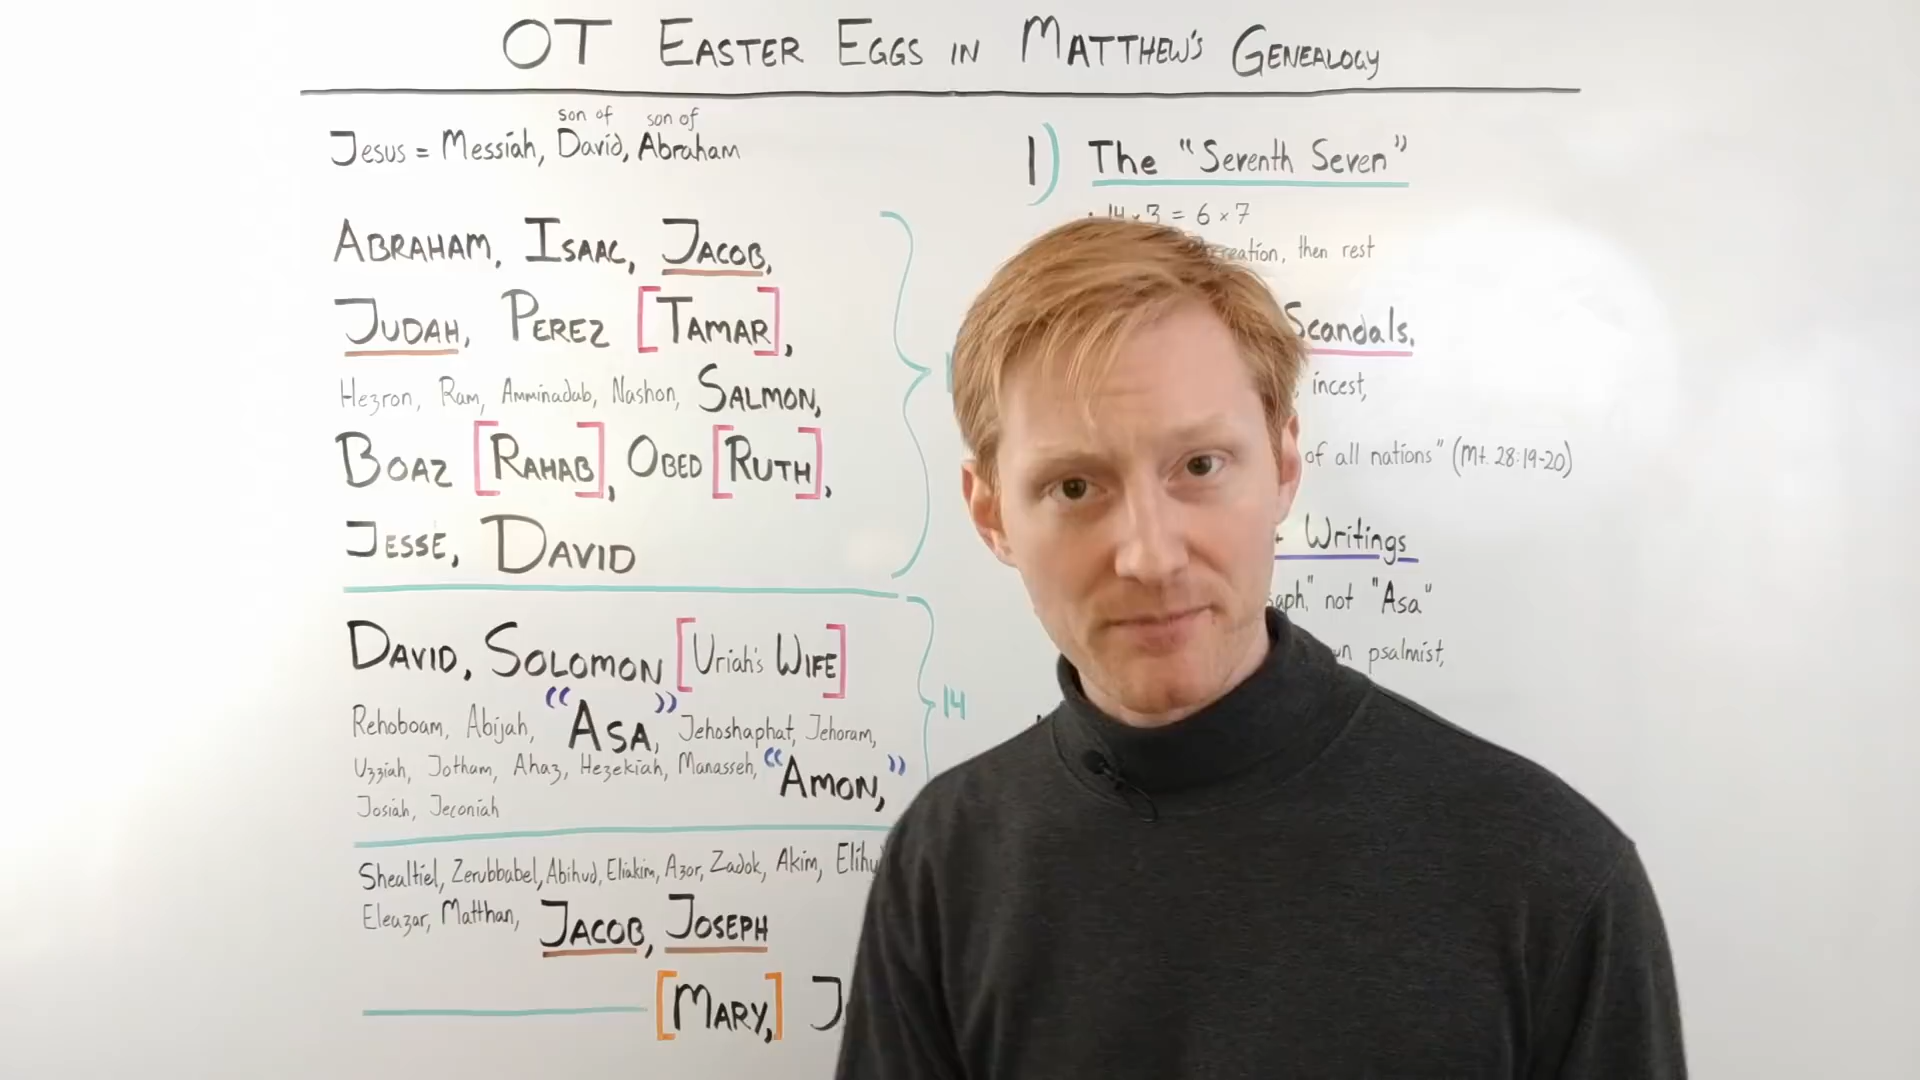 OT EASTER EGGS IN MATTHEW'S GENEALOGY
son of son of
Jesus = Messiah, David, Abraham
ABRAHAM, ISAAC, JACOB,
JUDAH, PEREZ [TAMAR],
Hezron, Ram, Amminadab, Nashon, SALMON,
BOAZ [RAHAB], OBED [RUTH],
JESSE, DAVID
DAVID, SOLOMON [Uriah's WIFE]
Rehoboam, Abijah, "ASA", Jehoshaphat, Jehoram,
Uzziah, Jotham, Ahaz, Hezekiah, Manasseh, "AMON,"
Josiah, Jeconiah
14
Shealtiel, Zerubbabel, Abihud, Eliakim, Azor, Zadok, Akim,
Eleazar, Matthan, JACOB, JOSEPH
[MARY,] J
1) The "Seventh Seven"
14 x 3 = 6 x 7
then rest
Scandals.
incest,
of all nations" (Mt. 28:19-20)
+ Writings
not "Asa"
psalmist,